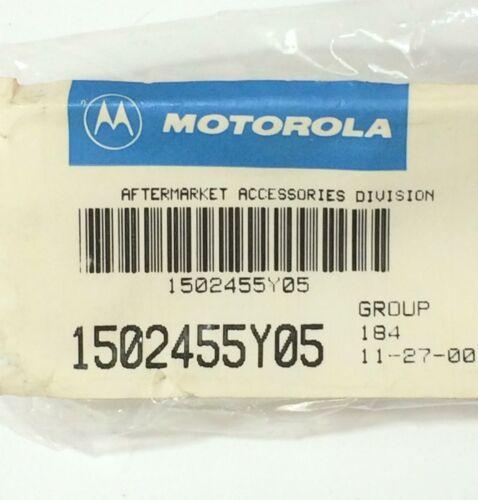 MOTOROLA
AFTERMARKET ACCESSORIES DIVISION
1502455Y05
1502455Y05
GROUP
184
11-27-00